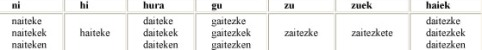 ni hi hura gu zu zuek haiek
naiteke daiteke gaitezke daitezke
naitekek haiteke daitekek gaitezkek zaitezke zaitezkete daitezkek
naiteken daiteken gaitezken daitezken